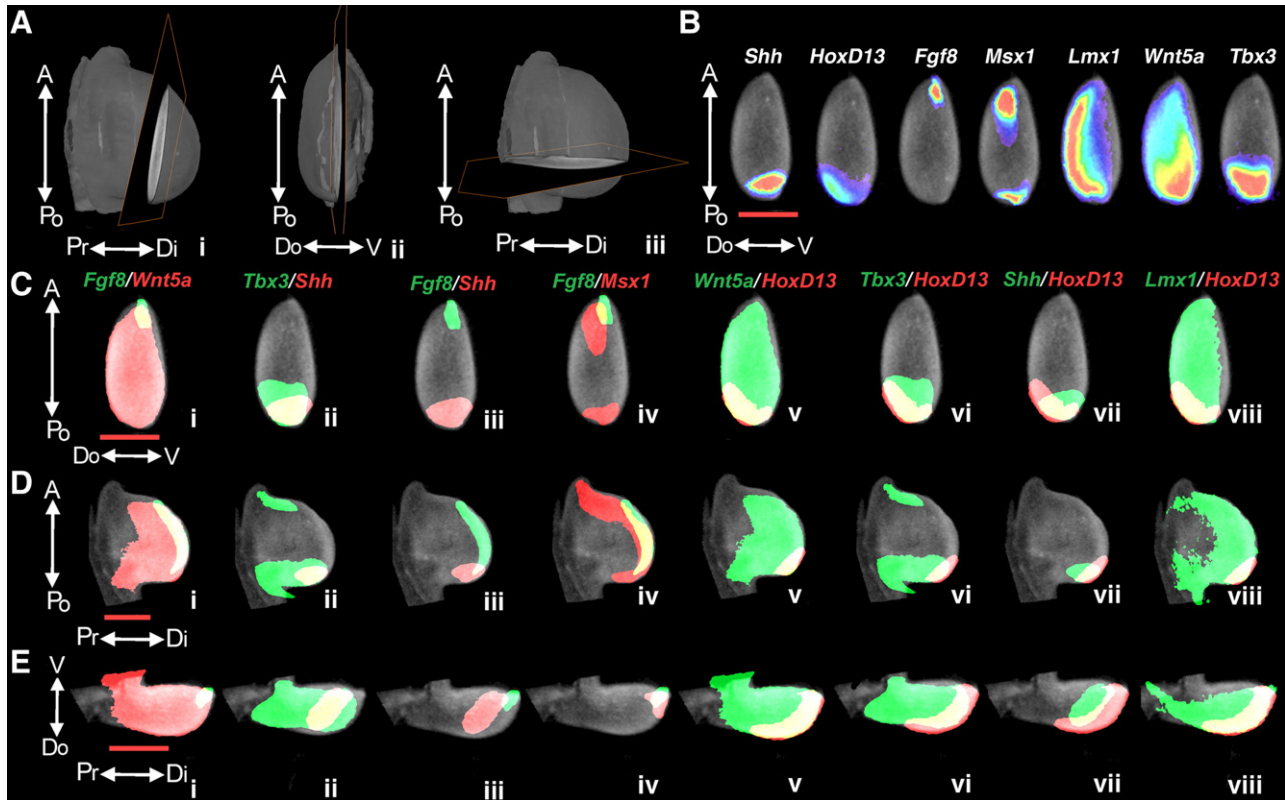 A
A
Po
Pr Di i
A
Po
Do V ii
A
Po
Pr Di iii
B
Shh HoxD13 Fgf8 Msx1 Lmx1 Wnt5a Tbx3
A
Po
Do V
C
Fgf8/Wnt5a Tbx3/Shh Fgf8/Shh Fgf8/Msx1 Wnt5a/HoxD13 Tbx3/HoxD13 Shh/HoxD13 Lmx1/HoxD13
A
Po
i ii iii iv v vi vii viii
Do V
D
A
Po
i ii iii iv v vi vii viii
Pr Di
E
V
Do
Pr Di
i ii iii iv v vi vii viii